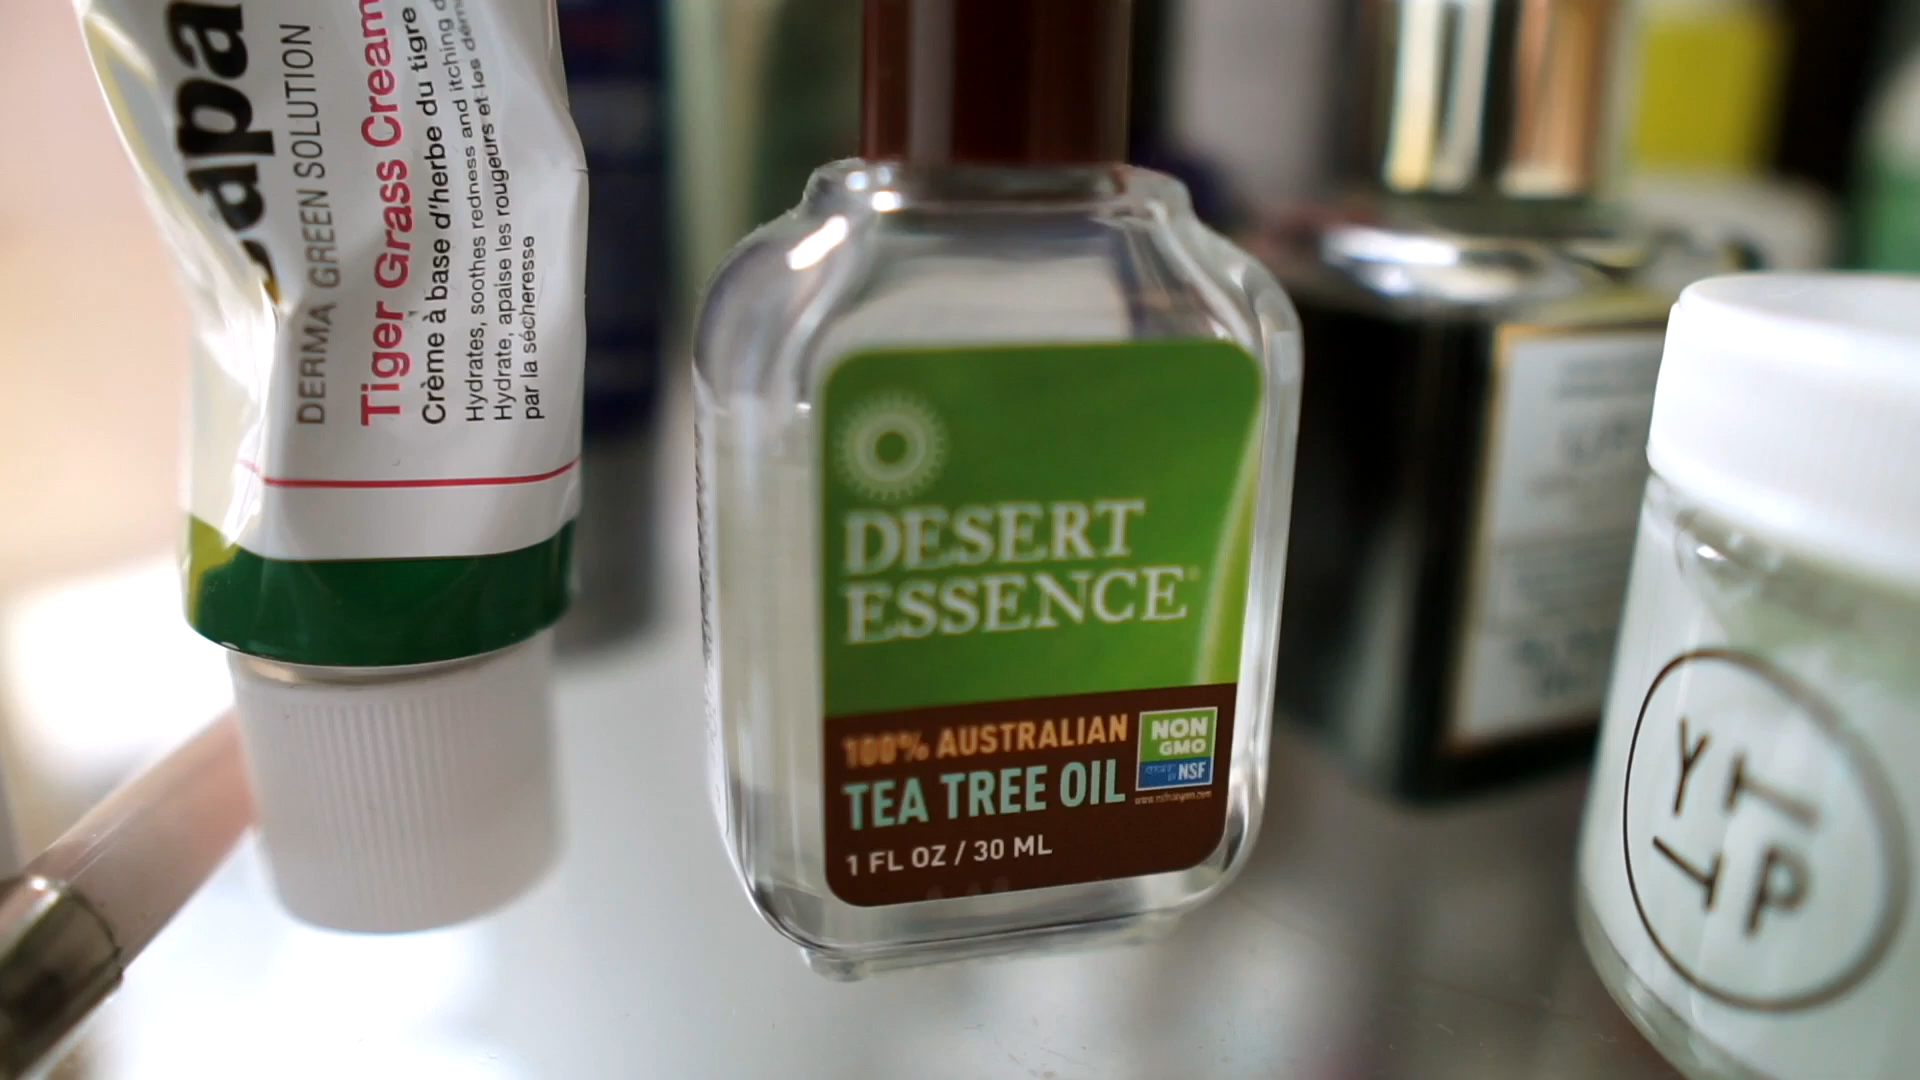 DERMA GREEN SOLUTION
Tiger Grass Cream
Crème à base d'herbe du tigre
Hydrates, soothes redness and itching
Hydrate, apaise les rougeurs et les
par la sécheresse
DESERT
ESSENCE
100% AUSTRALIAN
TEA TREE OIL
1 FL OZ / 30 ML
NON
GMO
BY NSF
Y T
T P